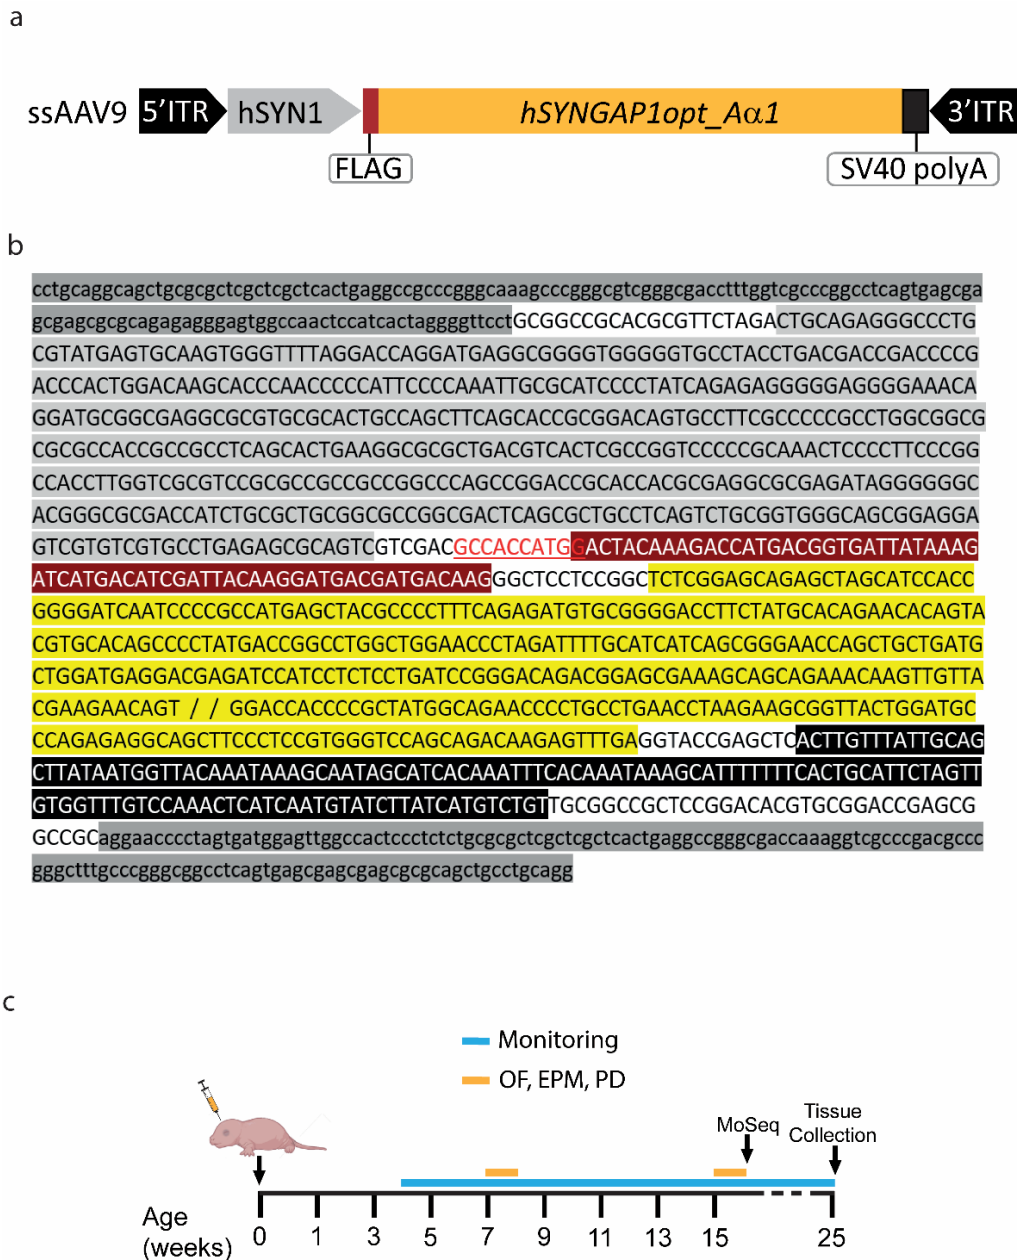 a
ssAAV9 5’ITR hSYN1 hSYNGAP1opt_Aα1 3’ITR
FLAG SV40 polyA
b
cctgcaggcagctgcgcgctcgctcgctcactgaggccgcccgggcaaagcccgggcgtcgggcgacctttggtcgcccggcctcagtgagcga
gcgagcgcgcagagagggagtggccaactccatcactaggggttcctGCGGCCGCACGCGTTCTAGACTGCAGAGGGCCCTG
CGTATGAGTGCAAGTGGGTTTTAGGACCAGGATGAGGCGGGGTGGGGGTGCCTACCTGACGACCGACCCCG
ACCCACTGGACAAGCACCCAACCCCCATTCCCCAAATTGCGCATCCCCTATCAGAGAGGGGGAGGGGAAACA
GGATGCGGCGAGGCGCGTGCGCACTGCCAGCTTCAGCACCGCGGACAGTGCCTTCGCCCCCGCCTGGCGGCG
CGCGCCACCGCCGCCTCAGCACTGAAGGCGCGCTGACGTCACTCGCCGGTCCCCCGCAAACTCCCCTTCCCGG
CCACCTTGGTCGCGTCCGCGCCGCCGCCGGCCCAGCCGGACCGCACCACGCGAGGCGCGAGATAGGGGGGC
ACGGGCGCGACCATCTGCGCTGCGGCGCCGGCGACTCAGCGCTGCCTCAGTCTGCGGTGGGCAGCGGAGGA
GTCGTGTCGTGCCTGAGAGCGCAGTCGTCGACGCCACCATGGACTACAAAGACCATGACGGTGATTATAAAG
ATCATGACATCGATTACAAGGATGACGATGACAAGGGCTCCTCCGGCTCTCGGAGCAGAGCTAGCATCCACC
GGGGATCAATCCCCGCCATGAGCTACGCCCCTTTCAGAGATGTGCGGGGACCTTCTATGCACAGAACACAGTA
CGTGCACAGCCCCTATGACCGGCCTGGCTGGAACCCTAGATTTTGCATCATCAGCGGGAACCAGCTGCTGATG
CTGGATGAGGACGAGATCCATCCTCTCCTGATCCGGGACAGACGGAGCGAAAGCAGCAGAAACAAGTTGTTA
CGAAGAACAGT / / GGACCACCCCGCTATGGCAGAACCCCTGCCTGAACCTAAGAAGCGGTTACTGGATGC
CCAGAGAGGCAGCTTCCCTCCGTGGGTCCAGCAGACAAGAGTTTGAGGTACCGAGCTCACTTGTTTATTGCAG
CTTATAATGGTTACAAATAAAGCAATAGCATCACAAATTTCACAAATAAAGCATTTTTTTCACTGCATTCTAGTT
GTGGTTTGTCCAAACTCATCAATGTATCTTATCATGTCTGTTGCGGCCGCTCCGGACACGTGCGGACCGAGCG
GCCGCaggaacccctagtgatggagttggccactccctctctgcgcgctcgctcgctcactgaggccgggcgaccaaaggtcgcccgacgccc
gggctttgcccgggcggcctcagtgagcgagcgagcgcgcagctgcctgcagg
c
Monitoring
OF, EPM, PD
MoSeq
Tissue
Collection
Age
(weeks) 0 1 3 5 7 9 11 13 15 25